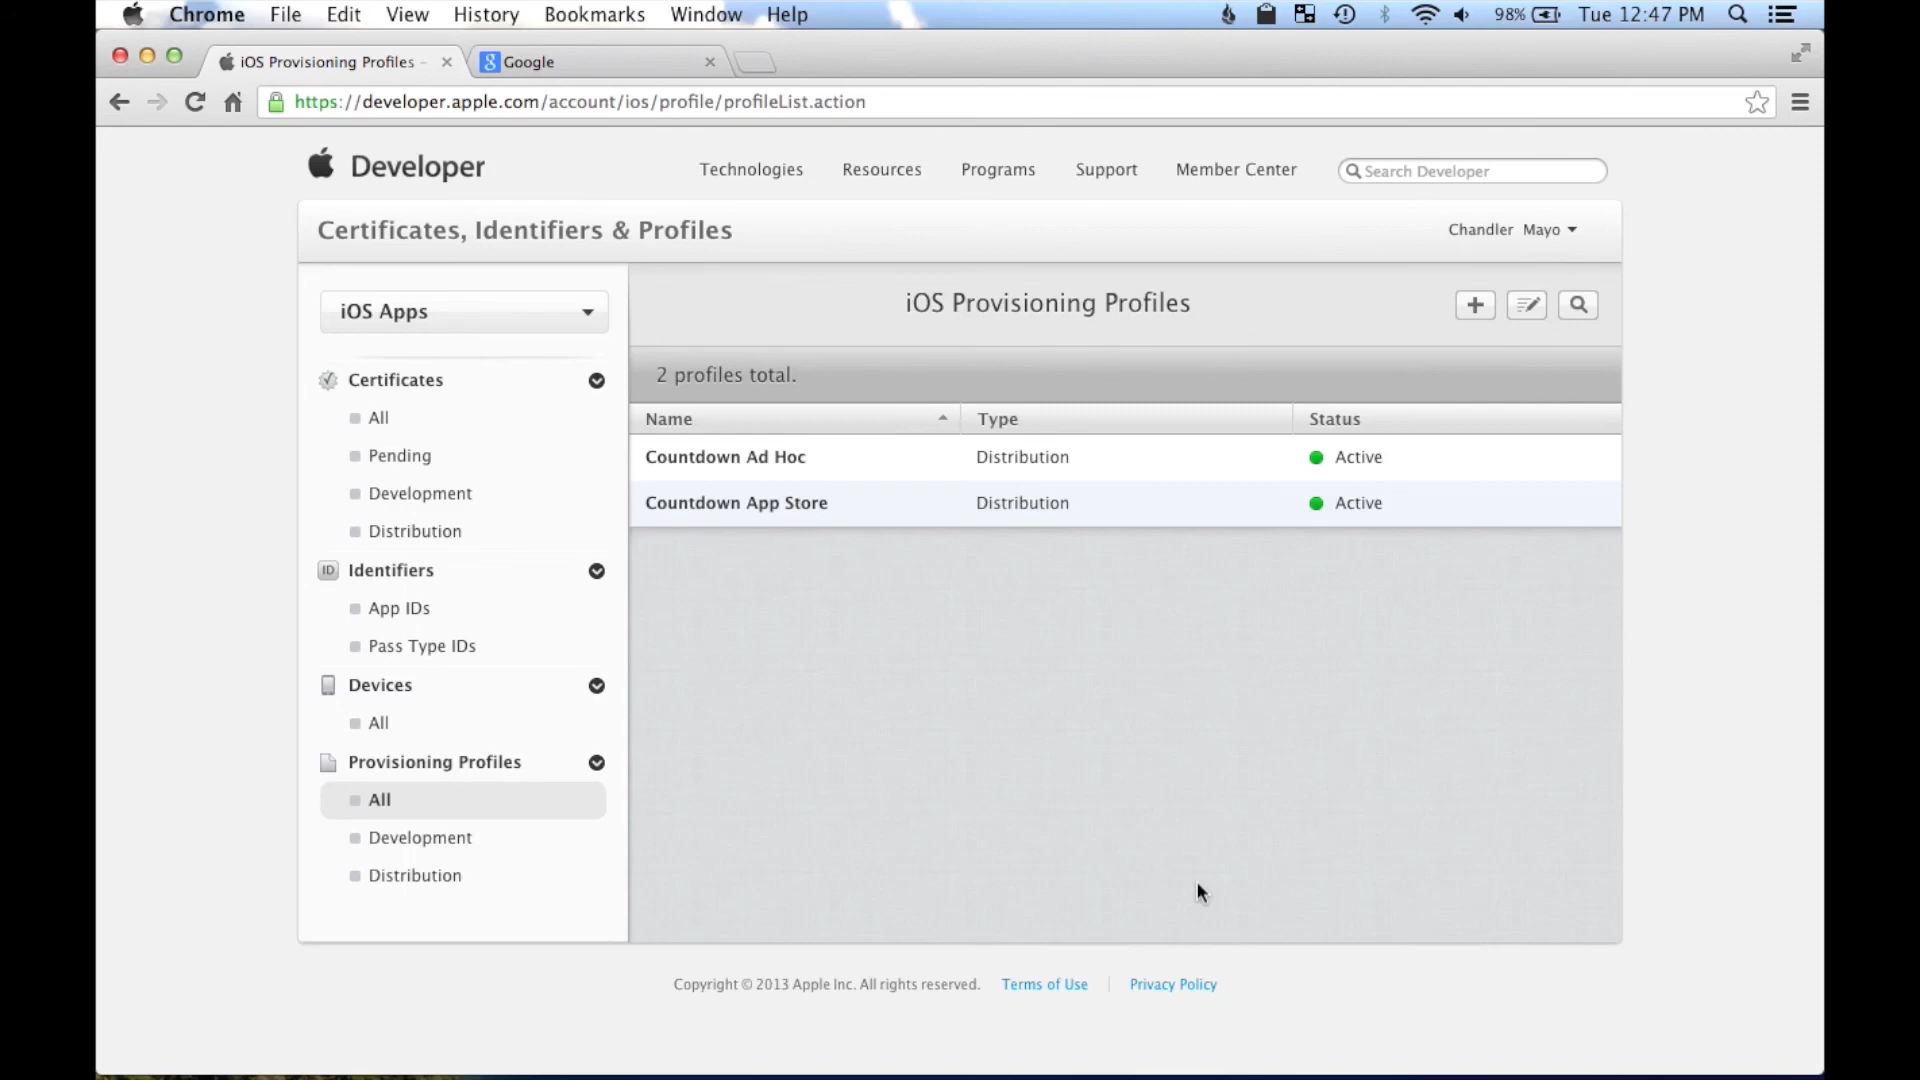 Chrome File Edit View History Bookmarks Window Help 98% Tue 12:47 PM
iOS Provisioning Profiles – Google
https://developer.apple.com/account/ios/profile/profileList.action
Developer Technologies Resources Programs Support Member Center Search Developer
Certificates, Identifiers & Profiles Chandler Mayo
iOS Apps
Certificates
All
Pending
Development
Distribution
ID Identifiers
App IDs
Pass Type IDs
Devices
All
Provisioning Profiles
All
Development
Distribution
iOS Provisioning Profiles
2 profiles total.
Name Type Status
Countdown Ad Hoc Distribution Active
Countdown App Store Distribution Active
Copyright © 2013 Apple Inc. All rights reserved. Terms of Use | Privacy Policy